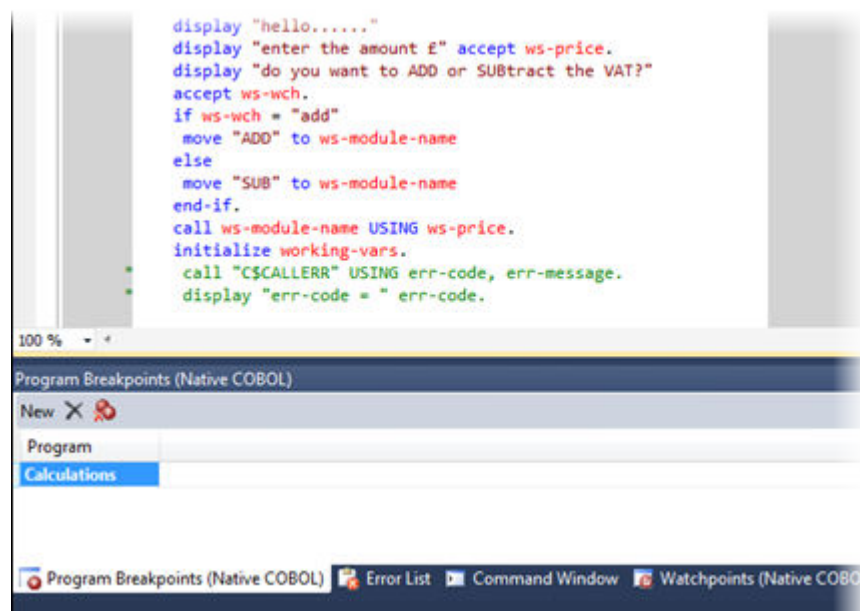 display "hello......"
display "enter the amount £" accept ws-price.
display "do you want to ADD or SUBtract the VAT?"
accept ws-wch.
if ws-wch = "add"
move "ADD" to ws-module-name
else
move "SUB" to ws-module-name
end-if.
call ws-module-name USING ws-price.
initialize working-vars.
* call "C$CALLERR" USING err-code, err-message.
* display "err-code = " err-code.
100 %
Program Breakpoints (Native COBOL)
New
Program
Calculations
Program Breakpoints (Native COBOL) Error List Command Window Watchpoints (Native COBO